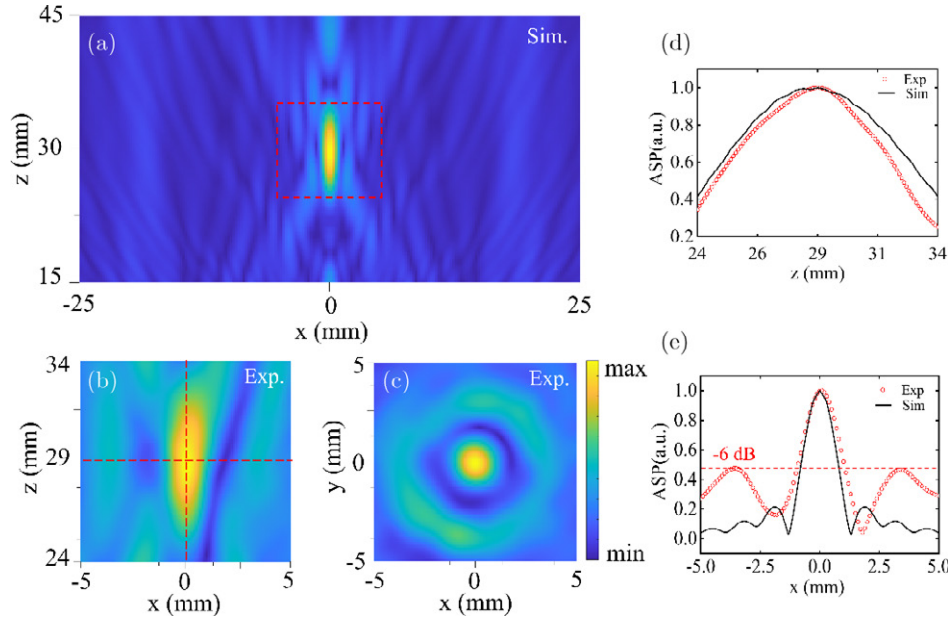 (a)
Sim.
45
30
15
z (mm)
-25
0
25
x (mm)
(d)
Exp
Sim
1.0
0.8
0.6
0.4
0.2
ASP(a.u.)
24
26
29
31
34
z (mm)
(b)
Exp.
34
29
24
z (mm)
-5
0
5
x (mm)
(c)
Exp.
5
0
-5
y (mm)
-5
0
5
x (mm)
max
min
(e)
Exp
Sim
-6 dB
1.0
0.8
0.6
0.4
0.2
0.0
ASP(a.u.)
-5.0
-2.5
0
2.5
5.0
x (mm)